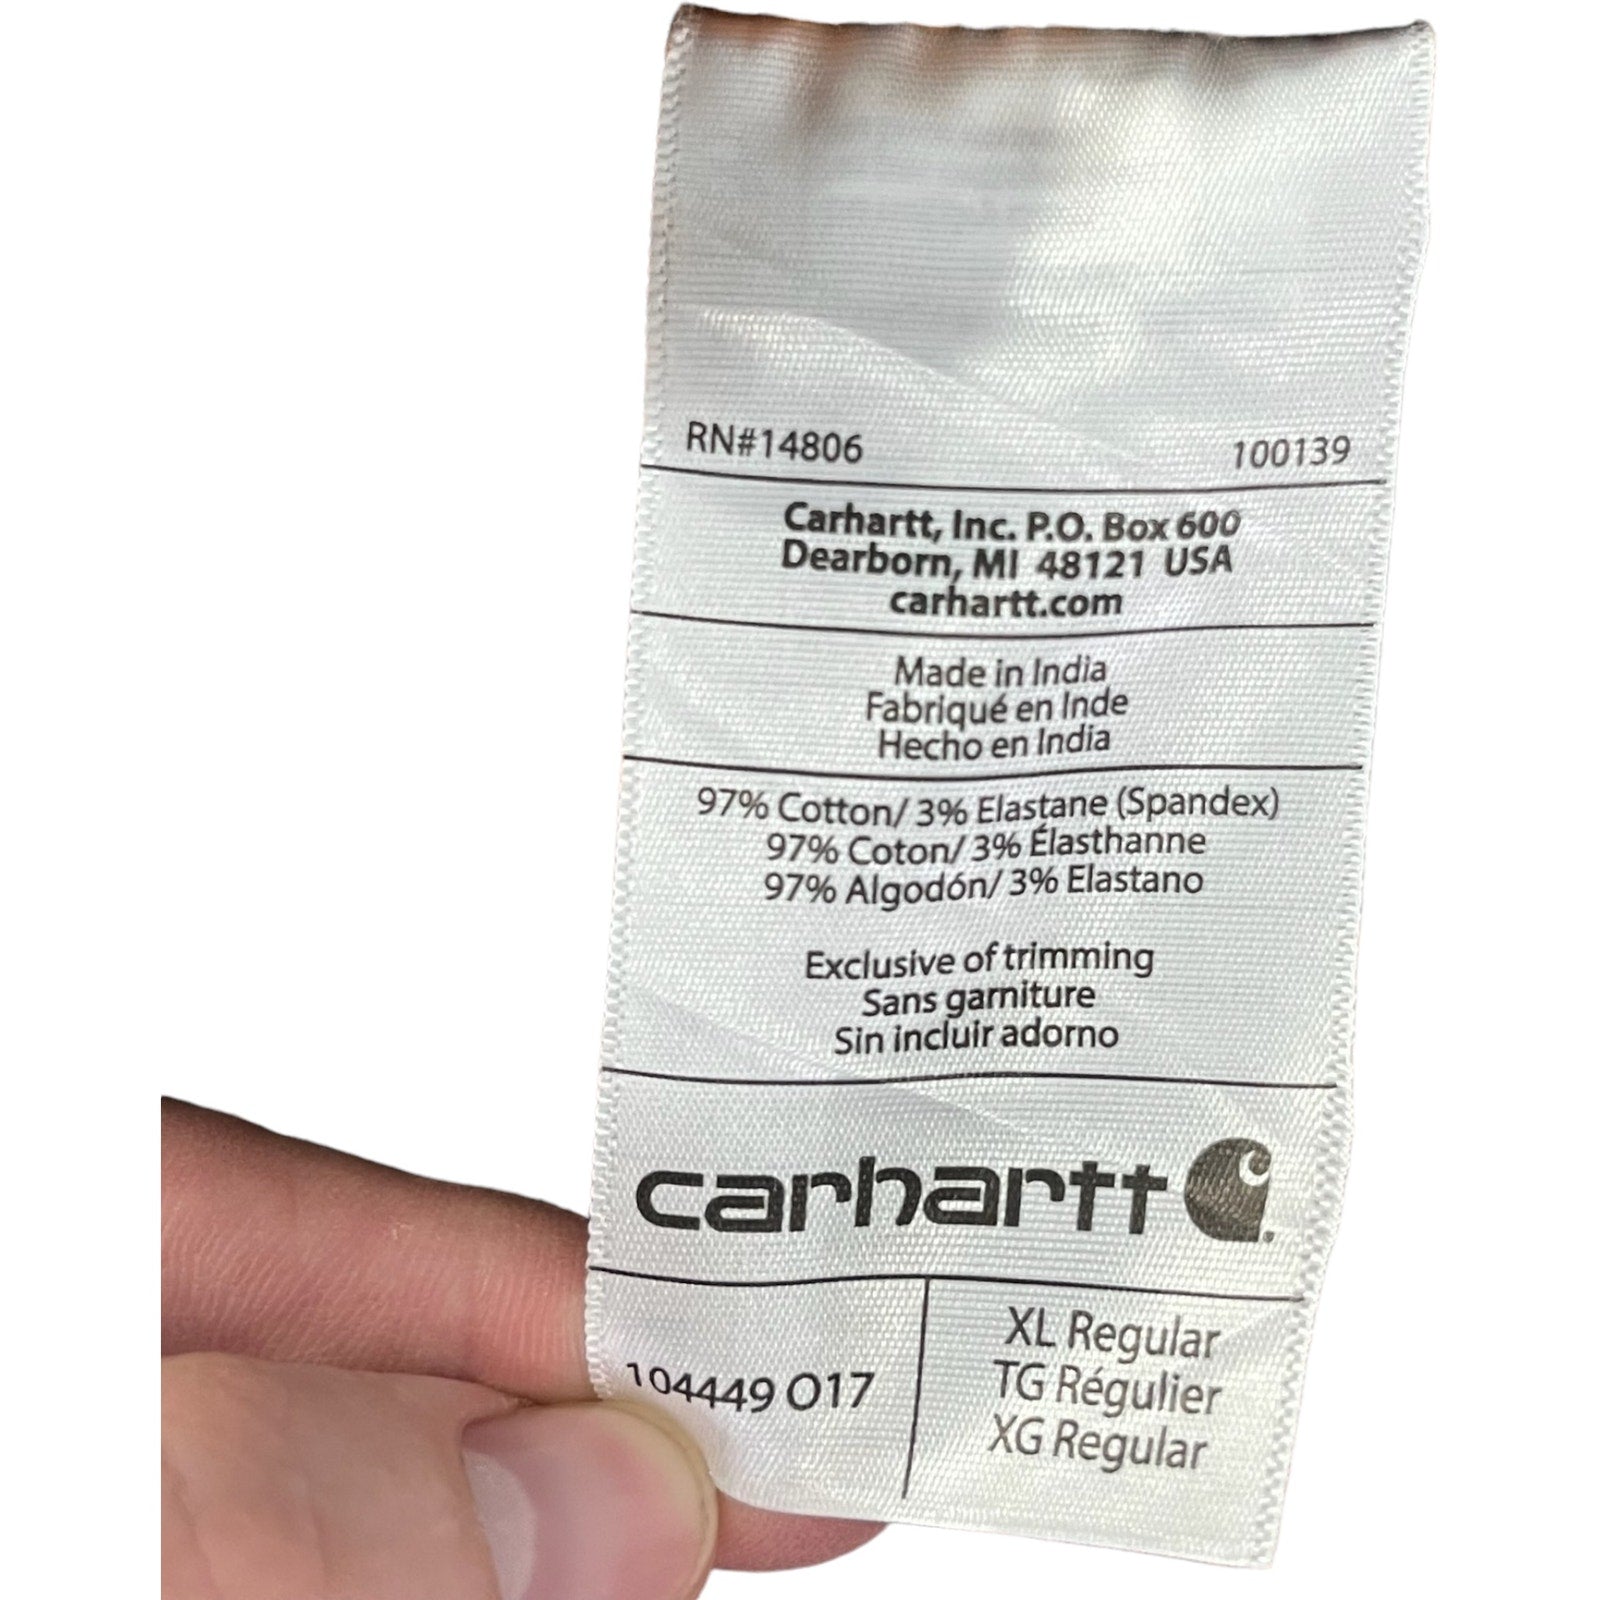 RN#14806 100139
Carhartt, Inc. P.O. Box 600
Dearborn, MI 48121 USA
carhartt.com
Made in India
Fabriqué en Inde
Hecho en India
97% Cotton/ 3% Elastane (Spandex)
97% Coton/ 3% Élasthanne
97% Algodón/ 3% Elastano
Exclusive of trimming
Sans garniture
Sin incluir adorno
carhartt
104449 O17
XL Regular
TG Régulier
XG Regular